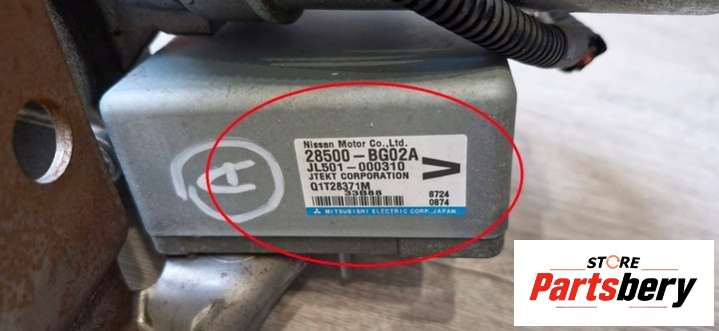 A
Nissan Motor Co.,Ltd.
28500-BG02A
JL501-000310
JTEKT CORPORATION
Q1T28371M
33B88
8724
0874
MITSUBISHI ELECTRIC CORP. JAPAN
STORE
Partsbery